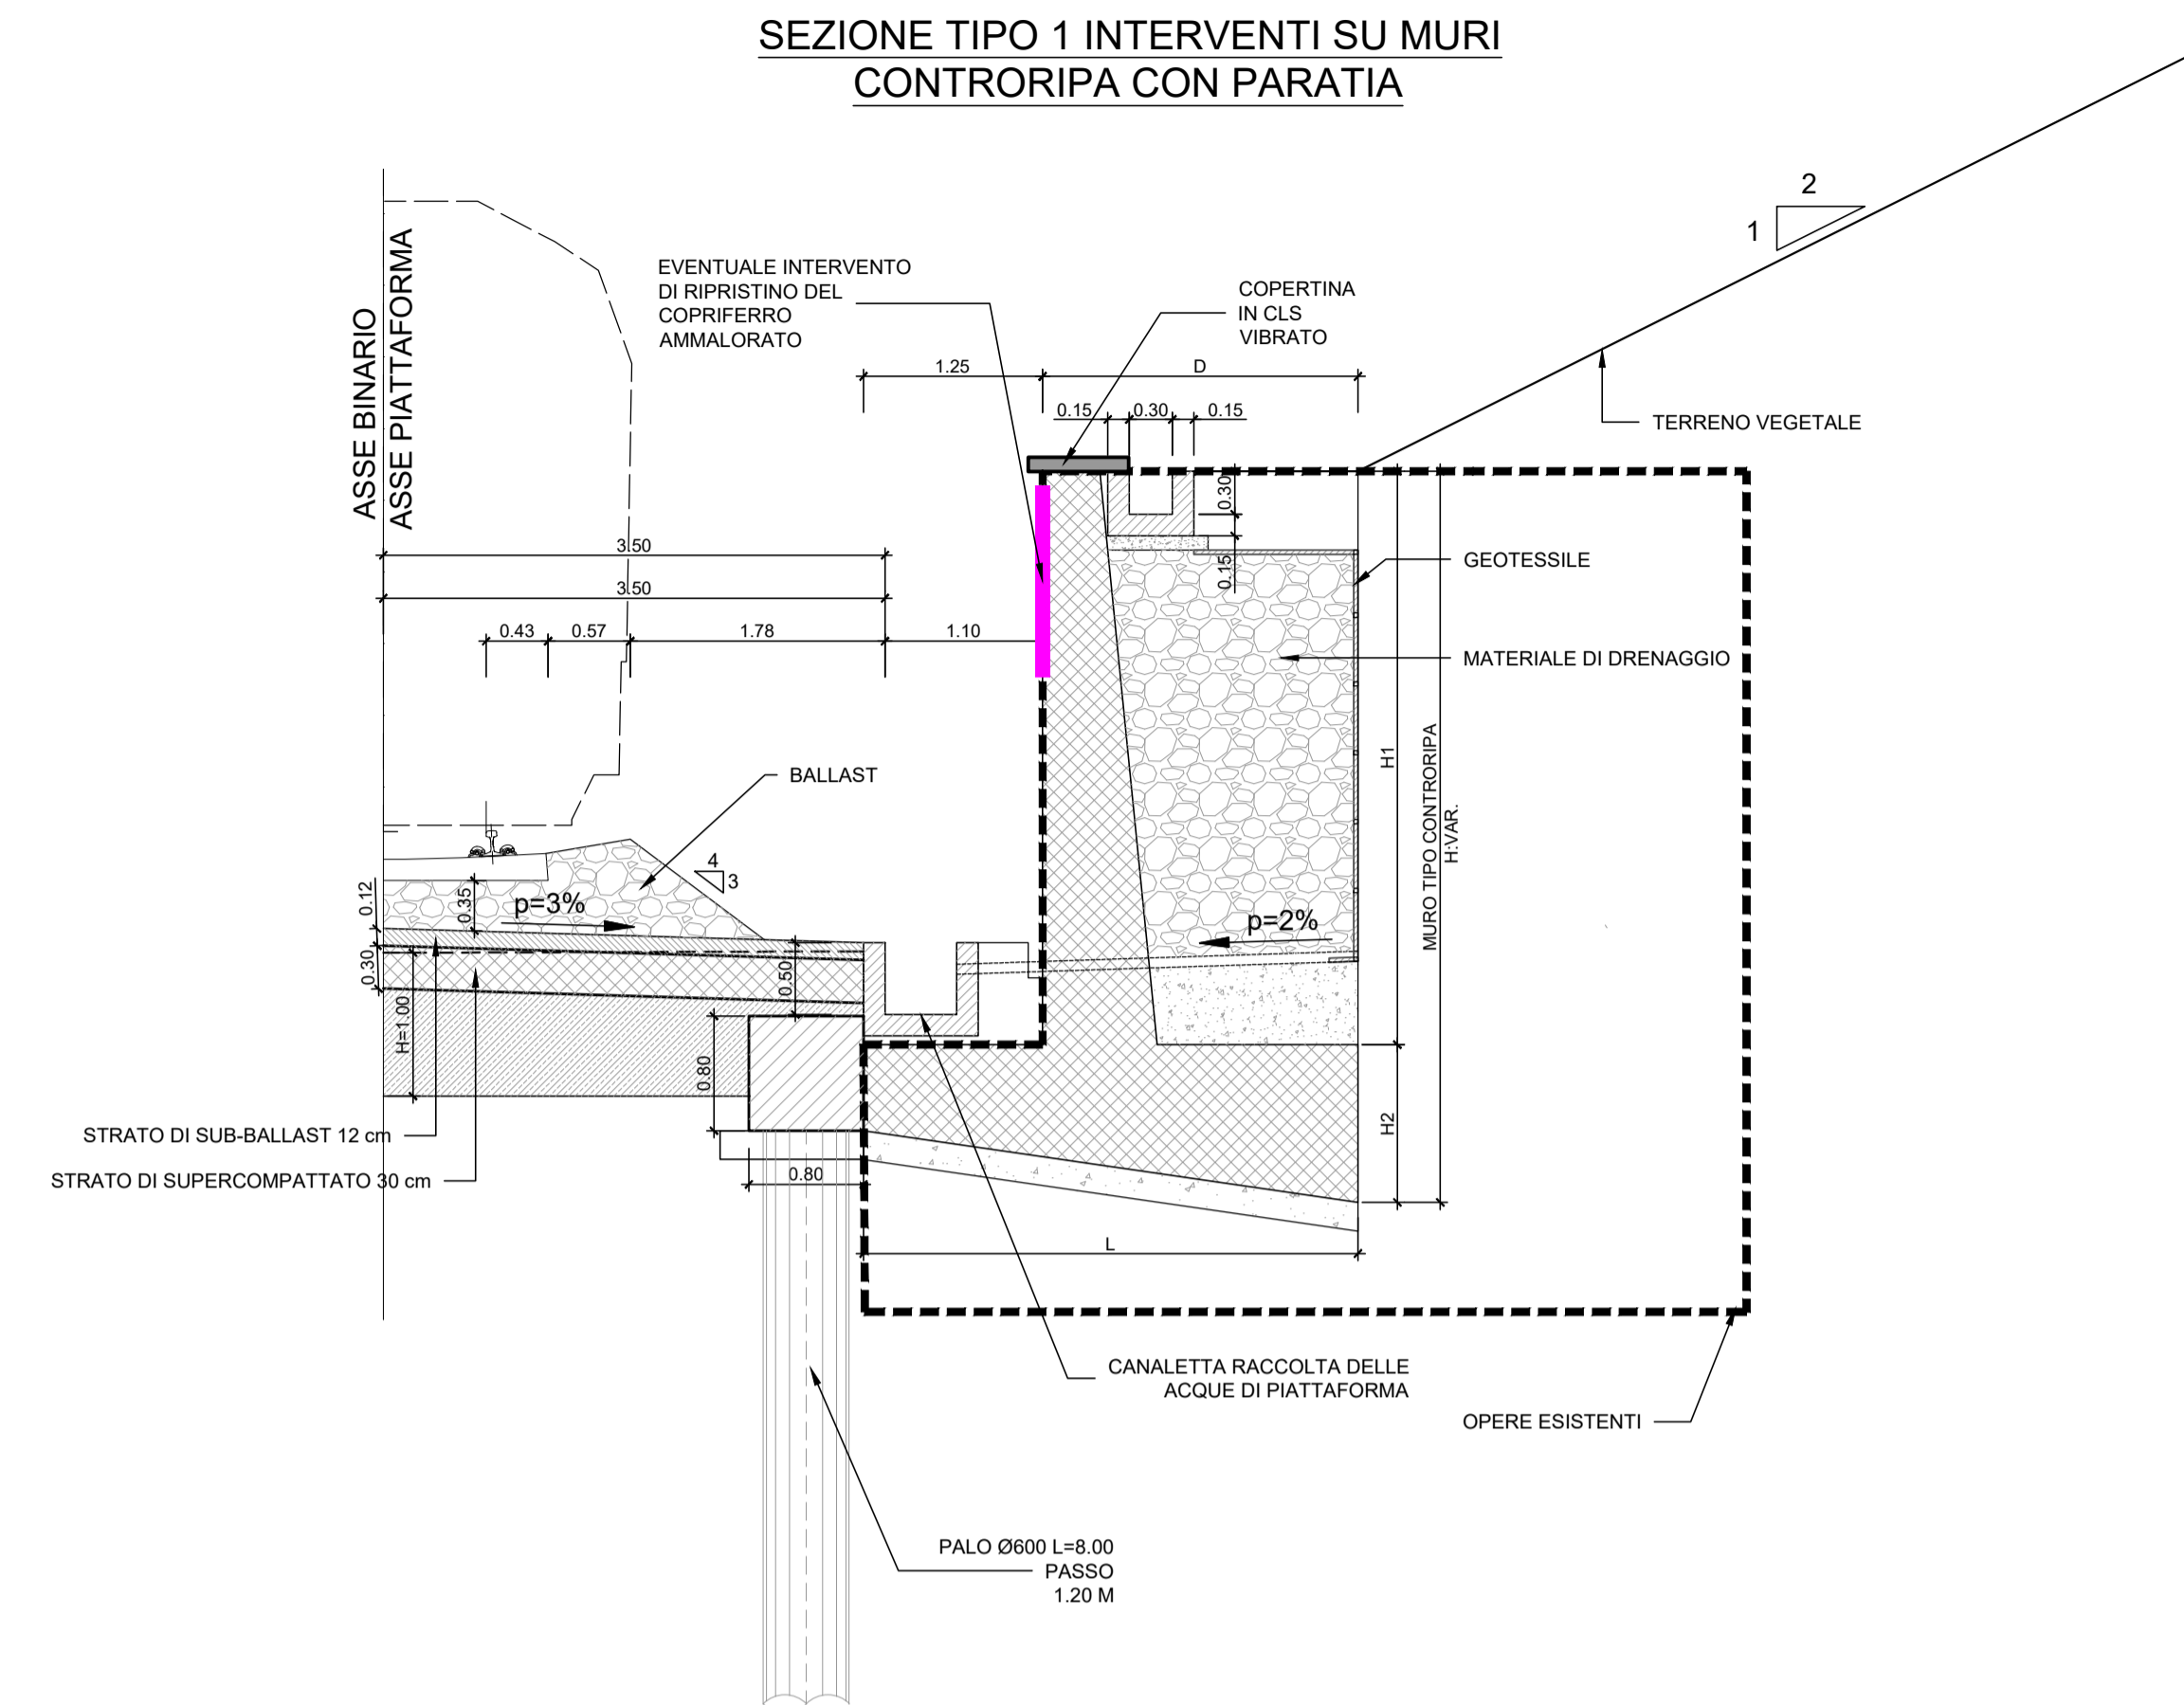 SEZIONE TIPO 1 INTERVENTI SU MURI
CONTRORIPA CON PARATIA
2
1
ASSE BINARIO
ASSE PIATTAFORMA
EVENTUALE INTERVENTO
DI RIPRISTINO DEL
COPRIFERRO
AMMALORATO
COPERTINA
IN CLS
VIBRATO
1.25
D
0.15
0.30
0.15
TERRENO VEGETALE
0.30
0.15
3.50
3.50
0.43
0.57
1.78
1.10
GEOTESSILE
MATERIALE DI DRENAGGIO
H1
MURO TIPO CONTRORIPA
H:VAR.
BALLAST
4
3
0.12
0.35
p=3%
p=2%
0.30
0.50
H=1.00
0.80
H2
STRATO DI SUB-BALLAST 12 cm
STRATO DI SUPERCOMPATTATO 30 cm
0.80
L
CANALETTA RACCOLTA DELLE
ACQUE DI PIATTAFORMA
OPERE ESISTENTI
PALO Ø600 L=8.00
PASSO
1.20 M